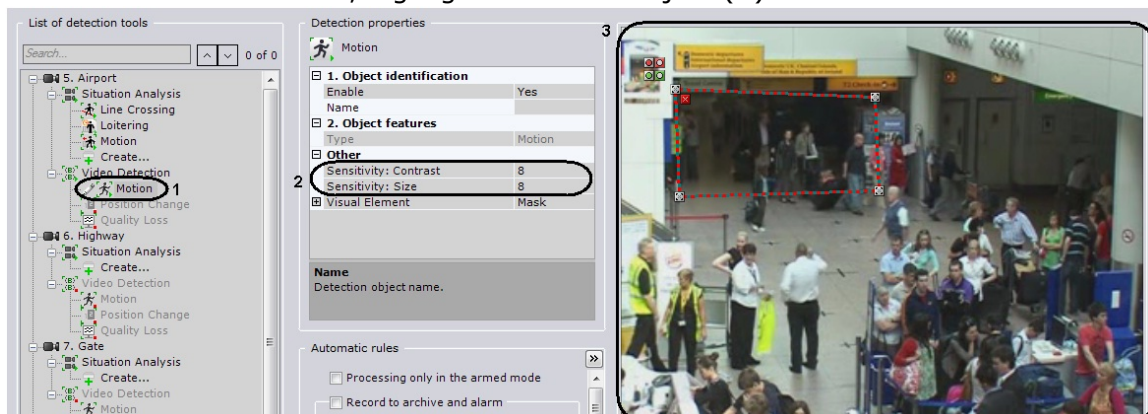 List of detection tools
Search...
0 of 0
5. Airport
Situation Analysis
Line Crossing
Loitering
Motion
Create...
Video Detection
Motion 1
Position Change
Quality Loss
6. Highway
Situation Analysis
Create...
Video Detection
Motion
Position Change
Quality Loss
7. Gate
Situation Analysis
Create...
Video Detection
Motion
Detection properties
Motion
1. Object identification
Enable Yes
Name
2. Object features
Type Motion
Other
2
Sensitivity: Contrast 8
Sensitivity: Size 8
Visual Element Mask
Name
Detection object name.
Automatic rules
Processing only in the armed mode
Record to archive and alarm
3